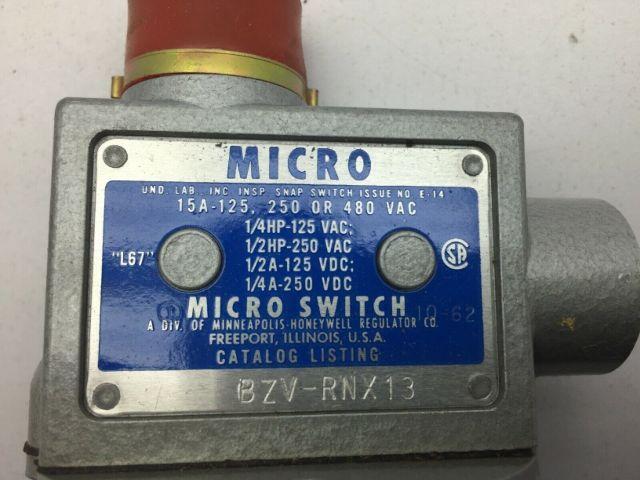 MICRO
UND. LAB. INC. INSP. SNAP SWITCH ISSUE NO. E-14
15A-125, 250 OR 480 VAC
1/4HP-125 VAC;
1/2HP-250 VAC
"L67"
1/2A-125 VDC;
1/4A-250 VDC
SA
MICRO SWITCH
10-62
A DIV. OF MINNEAPOLIS-HONEYWELL REGULATOR CO.
FREEPORT, ILLINOIS, U.S.A.
CATALOG LISTING
BZV-RNX13